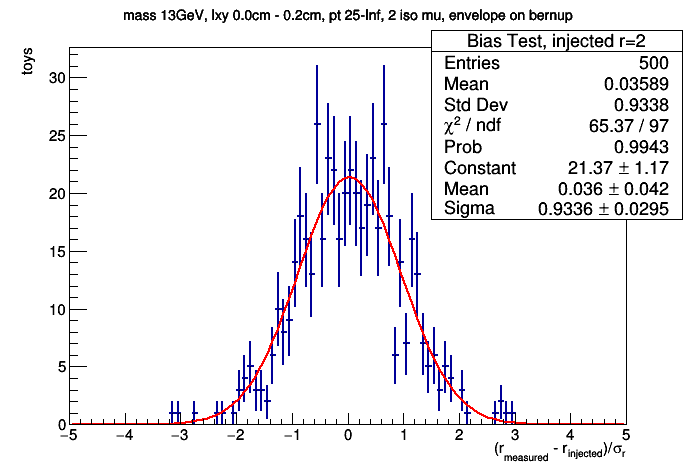 mass 13GeV, lxy 0.0cm - 0.2cm, pt 25-Inf, 2 iso mu, envelope on bernup
toys
Bias Test, injected r=2
Entries 500
Mean 0.03589
Std Dev 0.9338
χ² / ndf 65.37 / 97
Prob 0.9943
Constant 21.37 ± 1.17
Mean 0.036 ± 0.042
Sigma 0.9336 ± 0.0295
30
25
20
15
10
5
0
−5 −4 −3 −2 −1 0 1 2 3 4 5
(r_measured - r_injected)/σ_r